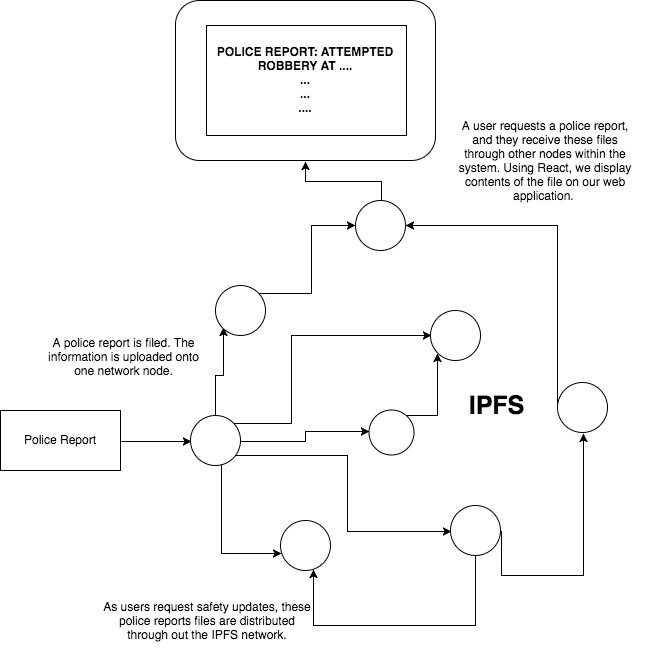 POLICE REPORT: ATTEMPTED
ROBBERY AT ....
...
...
....
A user requests a police report,
and they receive these files
through other nodes within the
system. Using React, we display
contents of the file on our web
application.
A police report is filed. The
information is uploaded onto
one network node.
IPFS
Police Report
As users request safety updates, these
police reports files are distributed
through out the IPFS network.